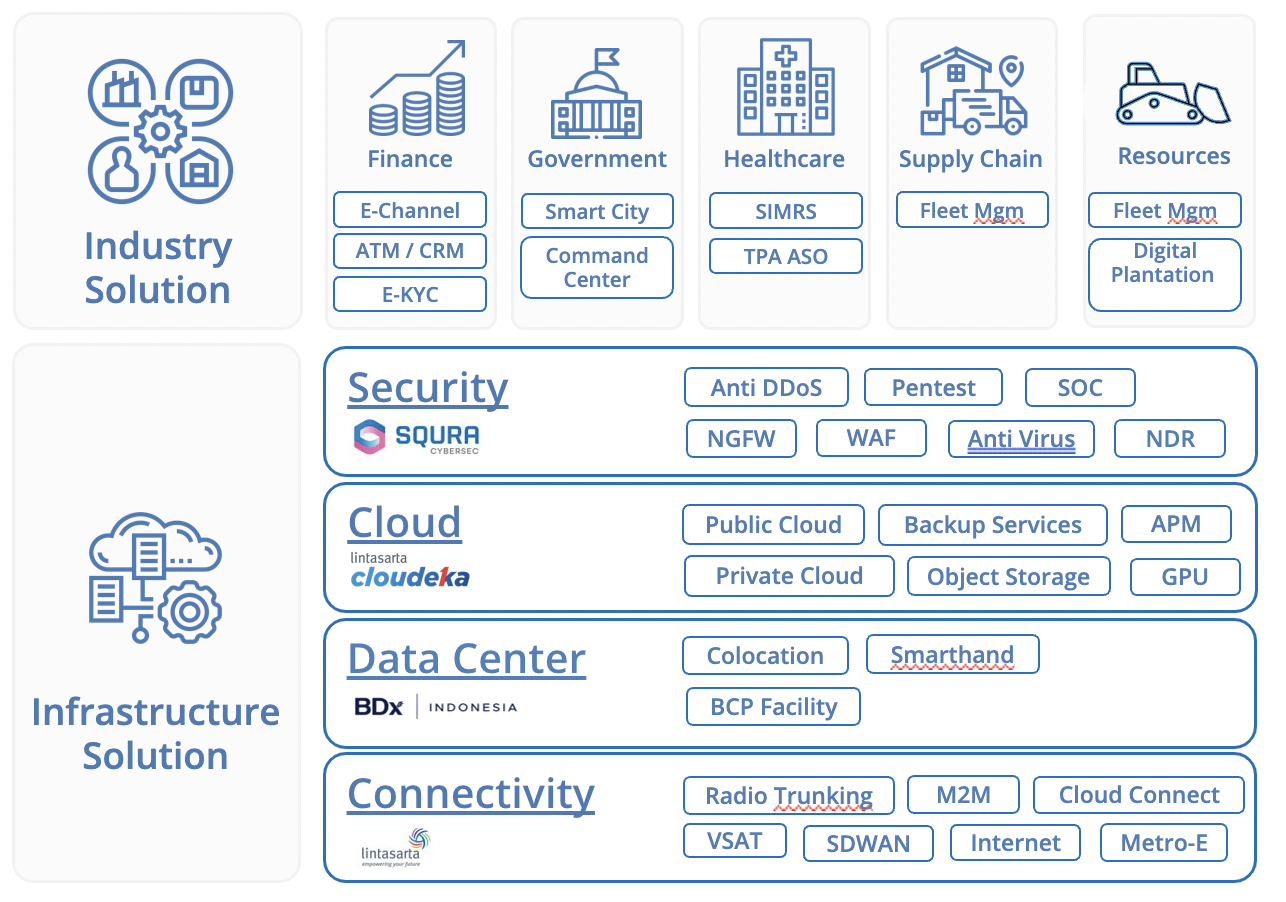 Industry
Solution
Finance
E-Channel
ATM / CRM
E-KYC
Government
Smart City
Command
Center
Healthcare
SIMRS
TPA ASO
Supply Chain
Fleet Mgm
Resources
Fleet Mgm
Digital
Plantation
Infrastructure
Solution
Security
SQURA
CYBERSEC
Anti DDoS
Pentest
SOC
NGFW
WAF
Anti Virus
NDR
Cloud
lintasarta
cloudeka
Public Cloud
Backup Services
APM
Private Cloud
Object Storage
GPU
Data Center
BDx INDONESIA
Colocation
Smarthand
BCP Facility
Connectivity
lintasarta
empowering your future
Radio Trunking
M2M
Cloud Connect
VSAT
SDWAN
Internet
Metro-E